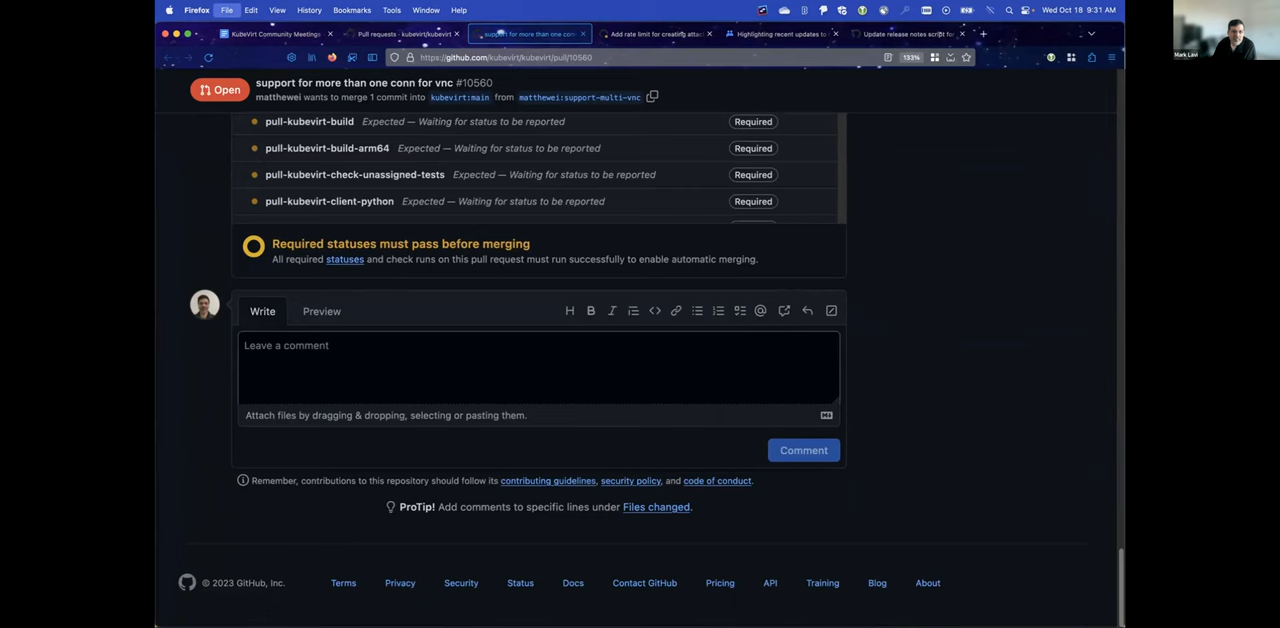 Firefox File Edit View History Bookmarks Tools Window Help Wed Oct 18 9:31 AM
KubeVirt Community Meetings Pull requests · kubevirt/kubevirt support for more than one conn Add rate limit for creating attac Highlighting recent updates to Update release notes script for
https://github.com/kubevirt/kubevirt/pull/10560 133%
Open support for more than one conn for vnc #10560
matthewei wants to merge 1 commit into kubevirt:main from matthewei:support-multi-vnc
pull-kubevirt-build Expected — Waiting for status to be reported Required
pull-kubevirt-build-arm64 Expected — Waiting for status to be reported Required
pull-kubevirt-check-unassigned-tests Expected — Waiting for status to be reported Required
pull-kubevirt-client-python Expected — Waiting for status to be reported Required
Required statuses must pass before merging
All required statuses and check runs on this pull request must run successfully to enable automatic merging.
Write Preview
Leave a comment
Attach files by dragging & dropping, selecting or pasting them.
Comment
Remember, contributions to this repository should follow its contributing guidelines, security policy, and code of conduct.
ProTip! Add comments to specific lines under Files changed.
© 2023 GitHub, Inc. Terms Privacy Security Status Docs Contact GitHub Pricing API Training Blog About
Mark Lavi